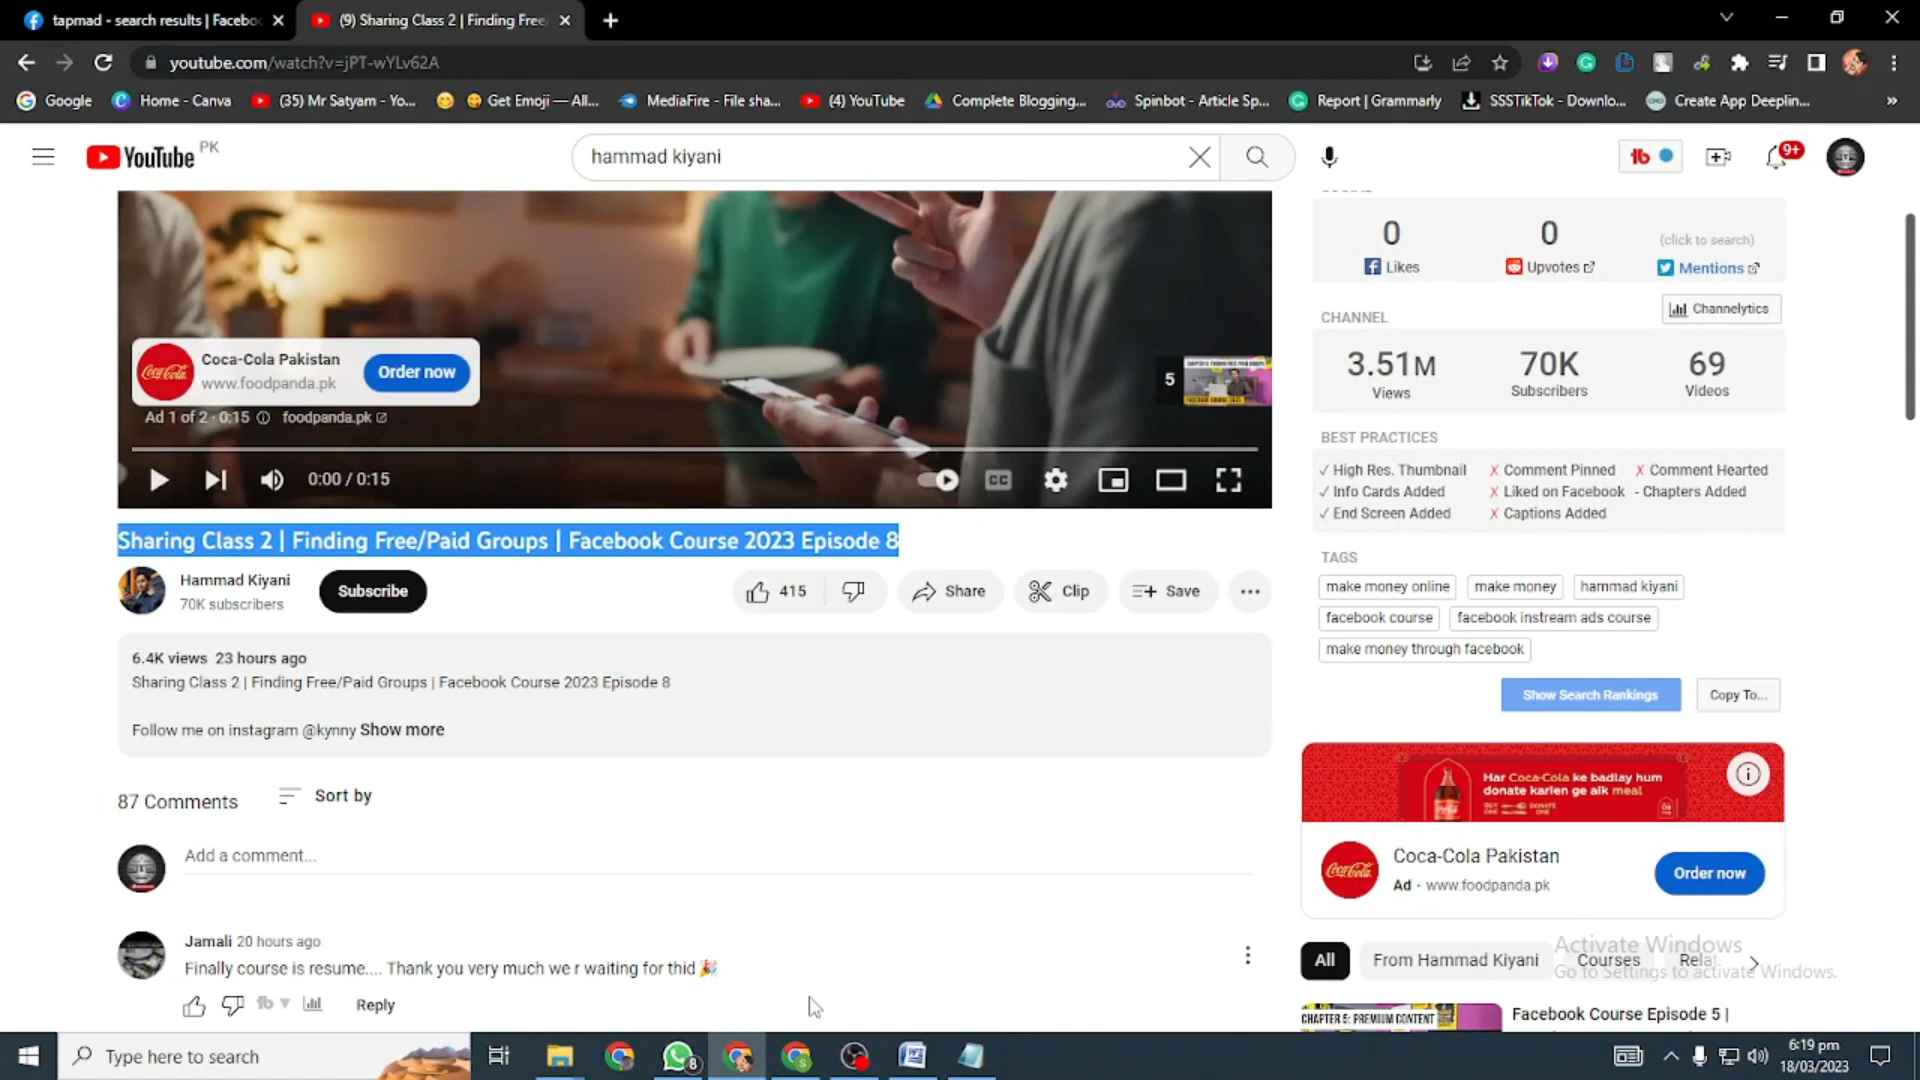 tapmad - search results | Facebo
(9) Sharing Class 2 | Finding Free/
youtube.com/watch?v=jPT-wYLv62A
Google
Home - Canva
(35) Mr Satyam - Yo...
Get Emoji — All...
MediaFire - File sha...
(4) YouTube
Complete Blogging...
Spinbot - Article Sp...
Report | Grammarly
SSSTikTok - Downlo...
Create App Deeplin...
YouTube PK
hammad kiyani
9+
0
Likes
0
Upvotes
(click to search)
Mentions
CHANNEL
Channelytics
3.51M
Views
70K
Subscribers
69
Videos
BEST PRACTICES
✓ High Res. Thumbnail
X Comment Pinned
X Comment Hearted
✓ Info Cards Added
X Liked on Facebook
- Chapters Added
✓ End Screen Added
X Captions Added
TAGS
make money online
make money
hammad kiyani
facebook course
facebook instream ads course
make money through facebook
Show Search Rankings
Copy To...
Coca-Cola Pakistan
www.foodpanda.pk
Order now
Ad 1 of 2 · 0:15
foodpanda.pk
5
0:00 / 0:15
CC
Sharing Class 2 | Finding Free/Paid Groups | Facebook Course 2023 Episode 8
Hammad Kiyani
70K subscribers
Subscribe
415
Share
Clip
Save
6.4K views 23 hours ago
Sharing Class 2 | Finding Free/Paid Groups | Facebook Course 2023 Episode 8
Follow me on instagram @kynny Show more
87 Comments
Sort by
Add a comment...
Jamali 20 hours ago
Finally course is resume.... Thank you very much we r waiting for thid 🎉
Reply
Har Coca-Cola ke badlay hum
donate karien ge aik meal
Coca-Cola Pakistan
Ad · www.foodpanda.pk
Order now
All
From Hammad Kiyani
Courses
Rela
Activate Windows
Go to Settings to activate Windows.
CHAPTER 5: PREMIUM CONTENT
Facebook Course Episode 5 |
Type here to search
8
6:19 pm
18/03/2023